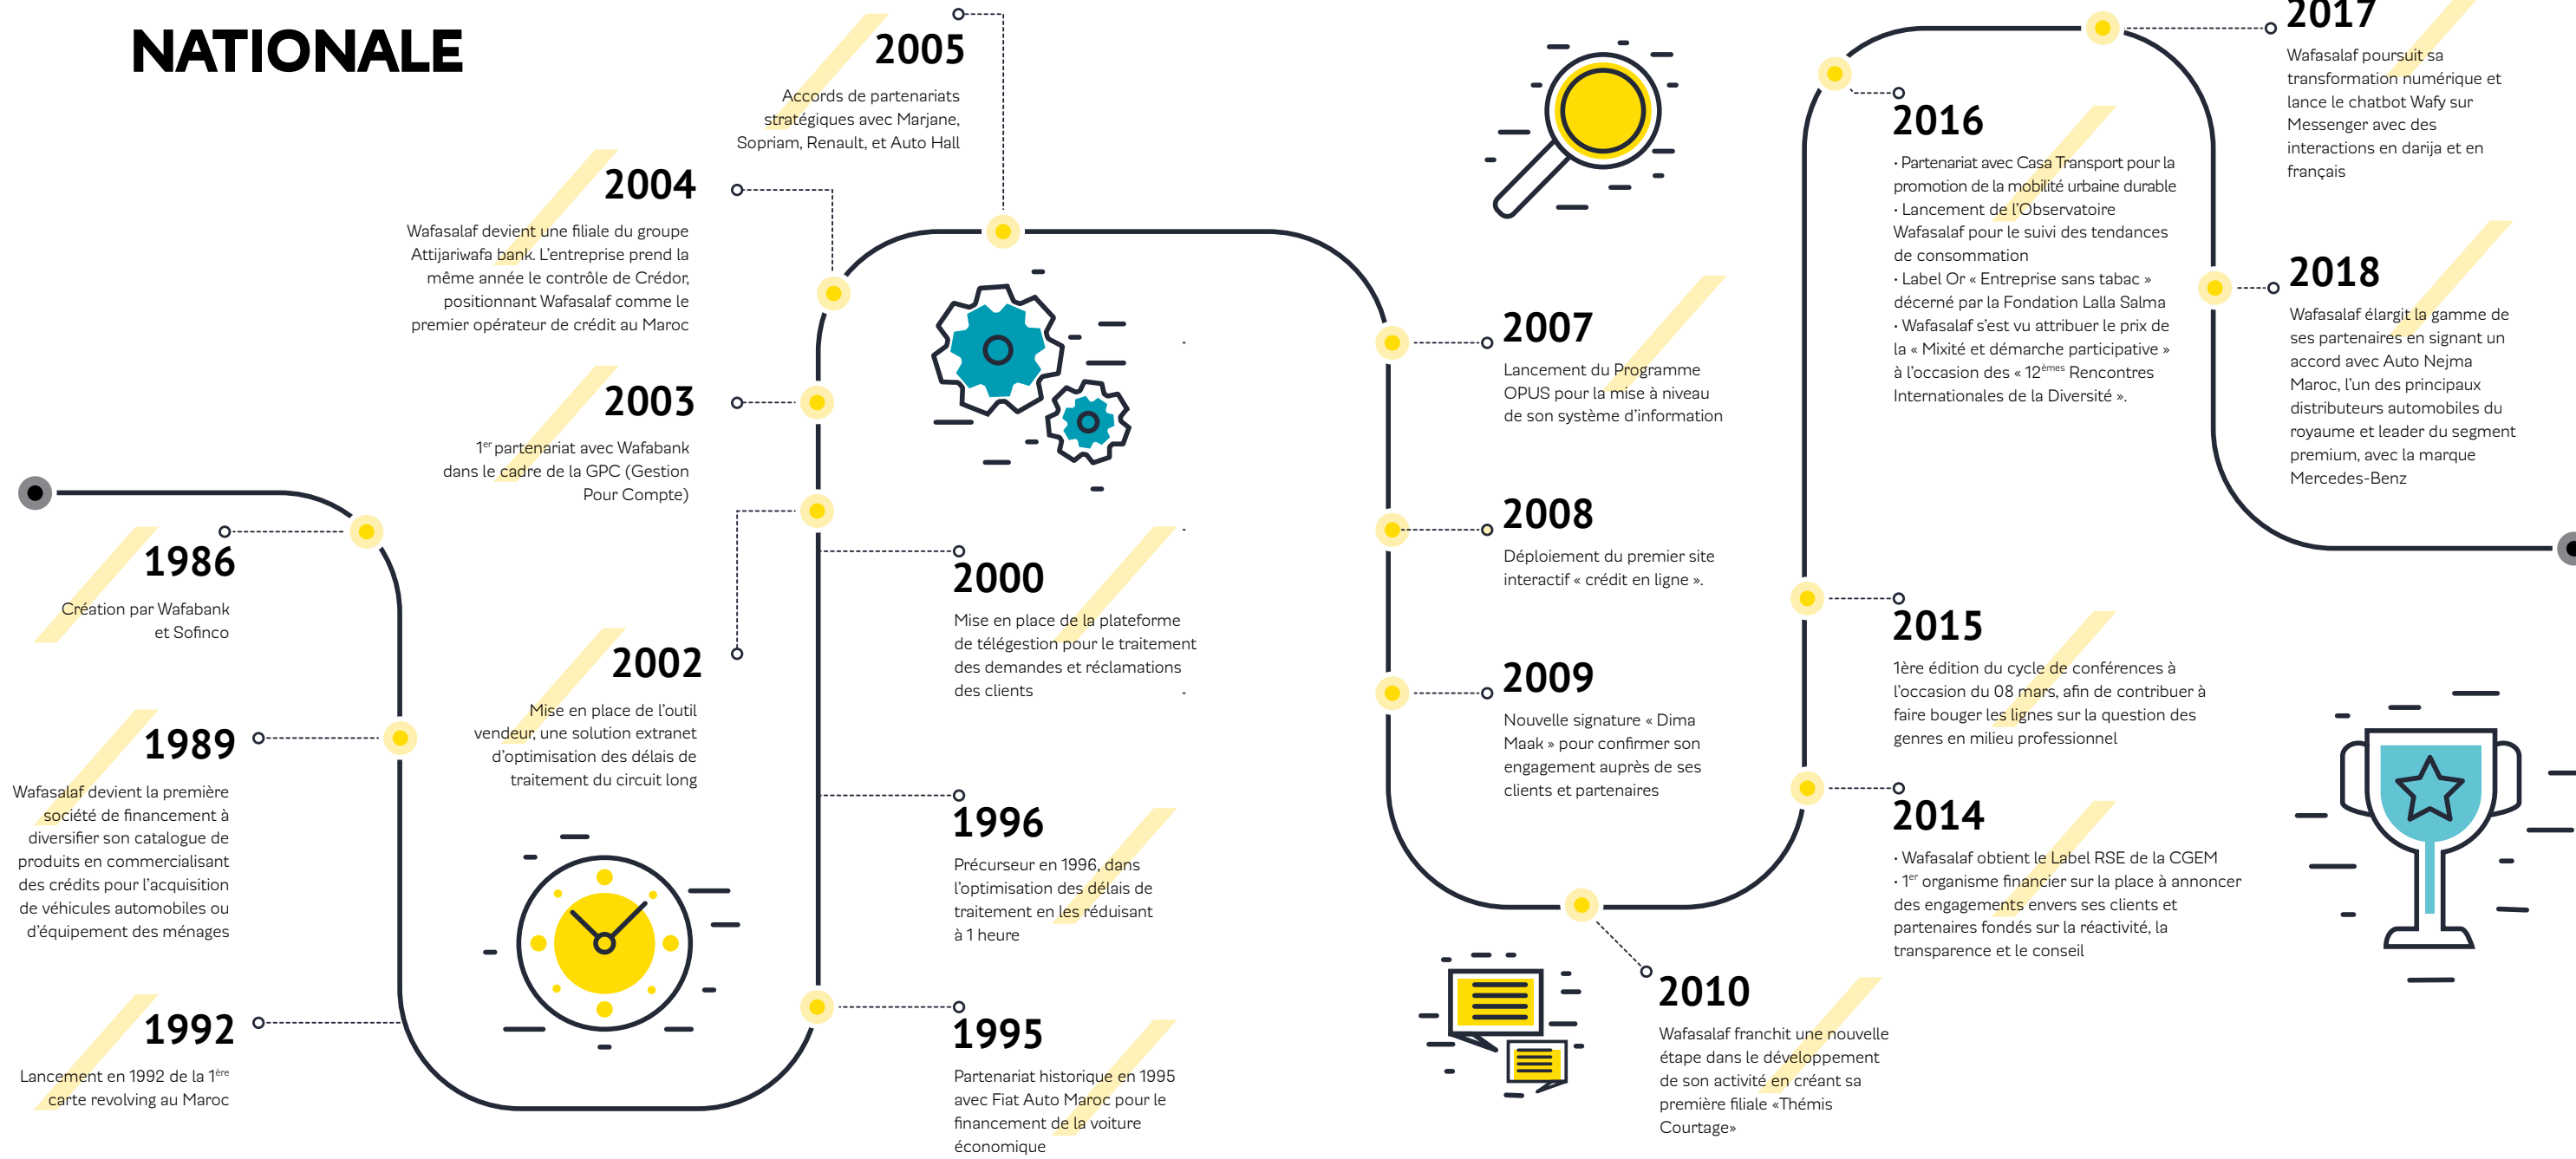 NATIONALE
1986
Création par Wafabank
et Sofinco
1989
Wafasalaf devient la première
société de financement à
diversifier son catalogue de
produits en commercialisant
des crédits pour l'acquisition
de véhicules automobiles ou
d'équipement des ménages
1992
Lancement en 1992 de la 1ère
carte revolving au Maroc
1995
Partenariat historique en 1995
avec Fiat Auto Maroc pour le
financement de la voiture
économique
1996
Précurseur en 1996, dans
l'optimisation des délais de
traitement en les réduisant
à 1 heure
2000
Mise en place de la plateforme
de télégestion pour le traitement
des demandes et réclamations
des clients
2002
Mise en place de l'outil
vendeur, une solution extranet
d'optimisation des délais de
traitement du circuit long
2003
1er partenariat avec Wafabank
dans le cadre de la GPC (Gestion
Pour Compte)
2004
Wafasalaf devient une filiale du groupe
Attijariwafa bank. L'entreprise prend la
même année le contrôle de Crédor,
positionnant Wafasalaf comme le
premier opérateur de crédit au Maroc
2005
Accords de partenariats
stratégiques avec Marjane,
Sopriam, Renault, et Auto Hall
2007
Lancement du Programme
OPUS pour la mise à niveau
de son système d'information
2008
Déploiement du premier site
interactif « crédit en ligne ».
2009
Nouvelle signature « Dima
Maak » pour confirmer son
engagement auprès de ses
clients et partenaires
2010
Wafasalaf franchit une nouvelle
étape dans le développement
de son activité en créant sa
première filiale «Thémis
Courtage»
2014
• Wafasalaf obtient le Label RSE de la CGEM
• 1er organisme financier sur la place à annoncer
des engagements envers ses clients et
partenaires fondés sur la réactivité, la
transparence et le conseil
2015
1ère édition du cycle de conférences à
l'occasion du 08 mars, afin de contribuer à
faire bouger les lignes sur la question des
genres en milieu professionnel
2016
• Partenariat avec Casa Transport pour la
promotion de la mobilité urbaine durable
• Lancement de l'Observatoire
Wafasalaf pour le suivi des tendances
de consommation
• Label Or « Entreprise sans tabac »
décerné par la Fondation Lalla Salma
• Wafasalaf s'est vu attribuer le prix de
la « Mixité et démarche participative »
à l'occasion des « 12èmes Rencontres
Internationales de la Diversité ».
2017
Wafasalaf poursuit sa
transformation numérique et
lance le chatbot Wafy sur
Messenger avec des
interactions en darija et en
français
2018
Wafasalaf élargit la gamme de
ses partenaires en signant un
accord avec Auto Nejma
Maroc, l'un des principaux
distributeurs automobiles du
royaume et leader du segment
premium, avec la marque
Mercedes-Benz